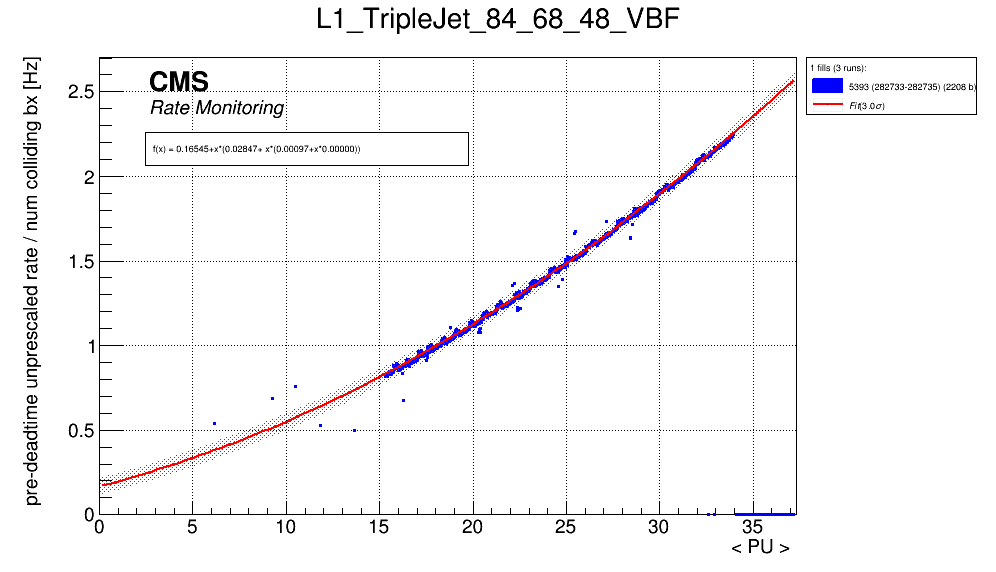 L1_TripleJet_84_68_48_VBF
pre-deadtime unprescaled rate / num colliding bx [Hz]
CMS
Rate Monitoring
f(x) = 0.16545+x*(0.02847+ x*(0.00097+x*0.00000))
1 fills (3 runs):
5393 (282733-282735) (2208 b)
Fit(3.0σ)
2.5
2
1.5
1
0.5
0
0 5 10 15 20 25 30 35
< PU >